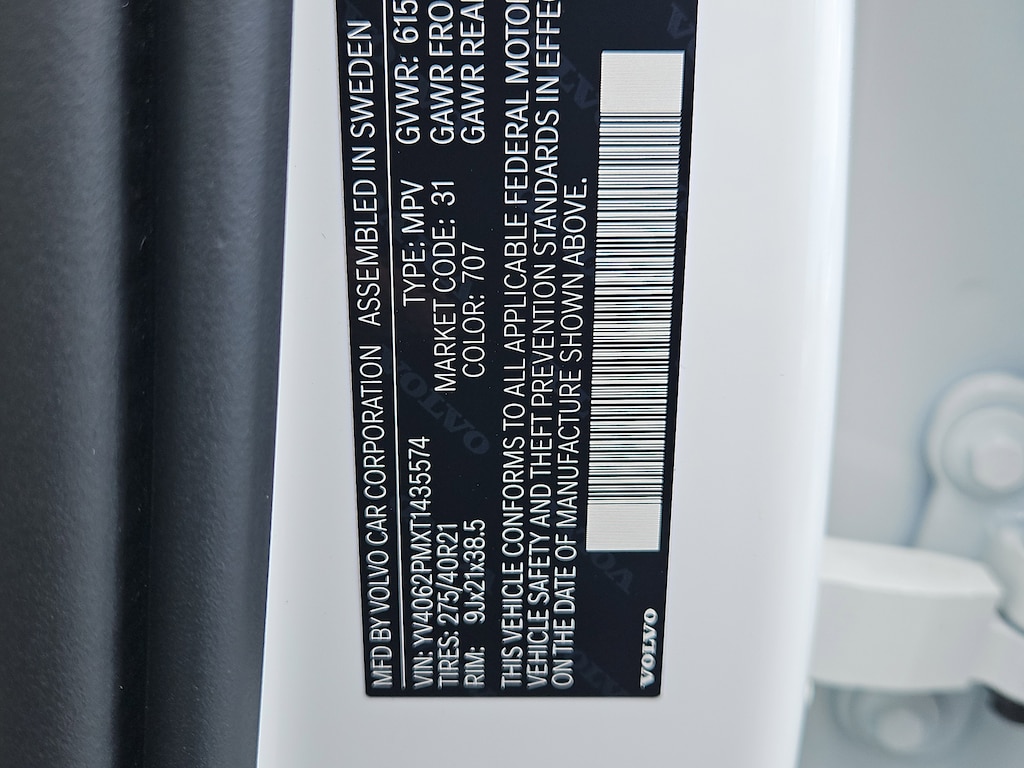 MFD BY VOLVO CAR CORPORATION ASSEMBLED IN SWEDEN
VIN: YV4062PMXT1435574 TYPE: MPV GVWR: 615
TIRES: 275/40R21 MARKET CODE: 31 GAWR FRO
RIM: 9Jx21x38.5 COLOR: 707 GAWR REA
THIS VEHICLE CONFORMS TO ALL APPLICABLE FEDERAL MOTO
VEHICLE SAFETY AND THEFT PREVENTION STANDARDS IN EFFE
ON THE DATE OF MANUFACTURE SHOWN ABOVE.
VOLVO